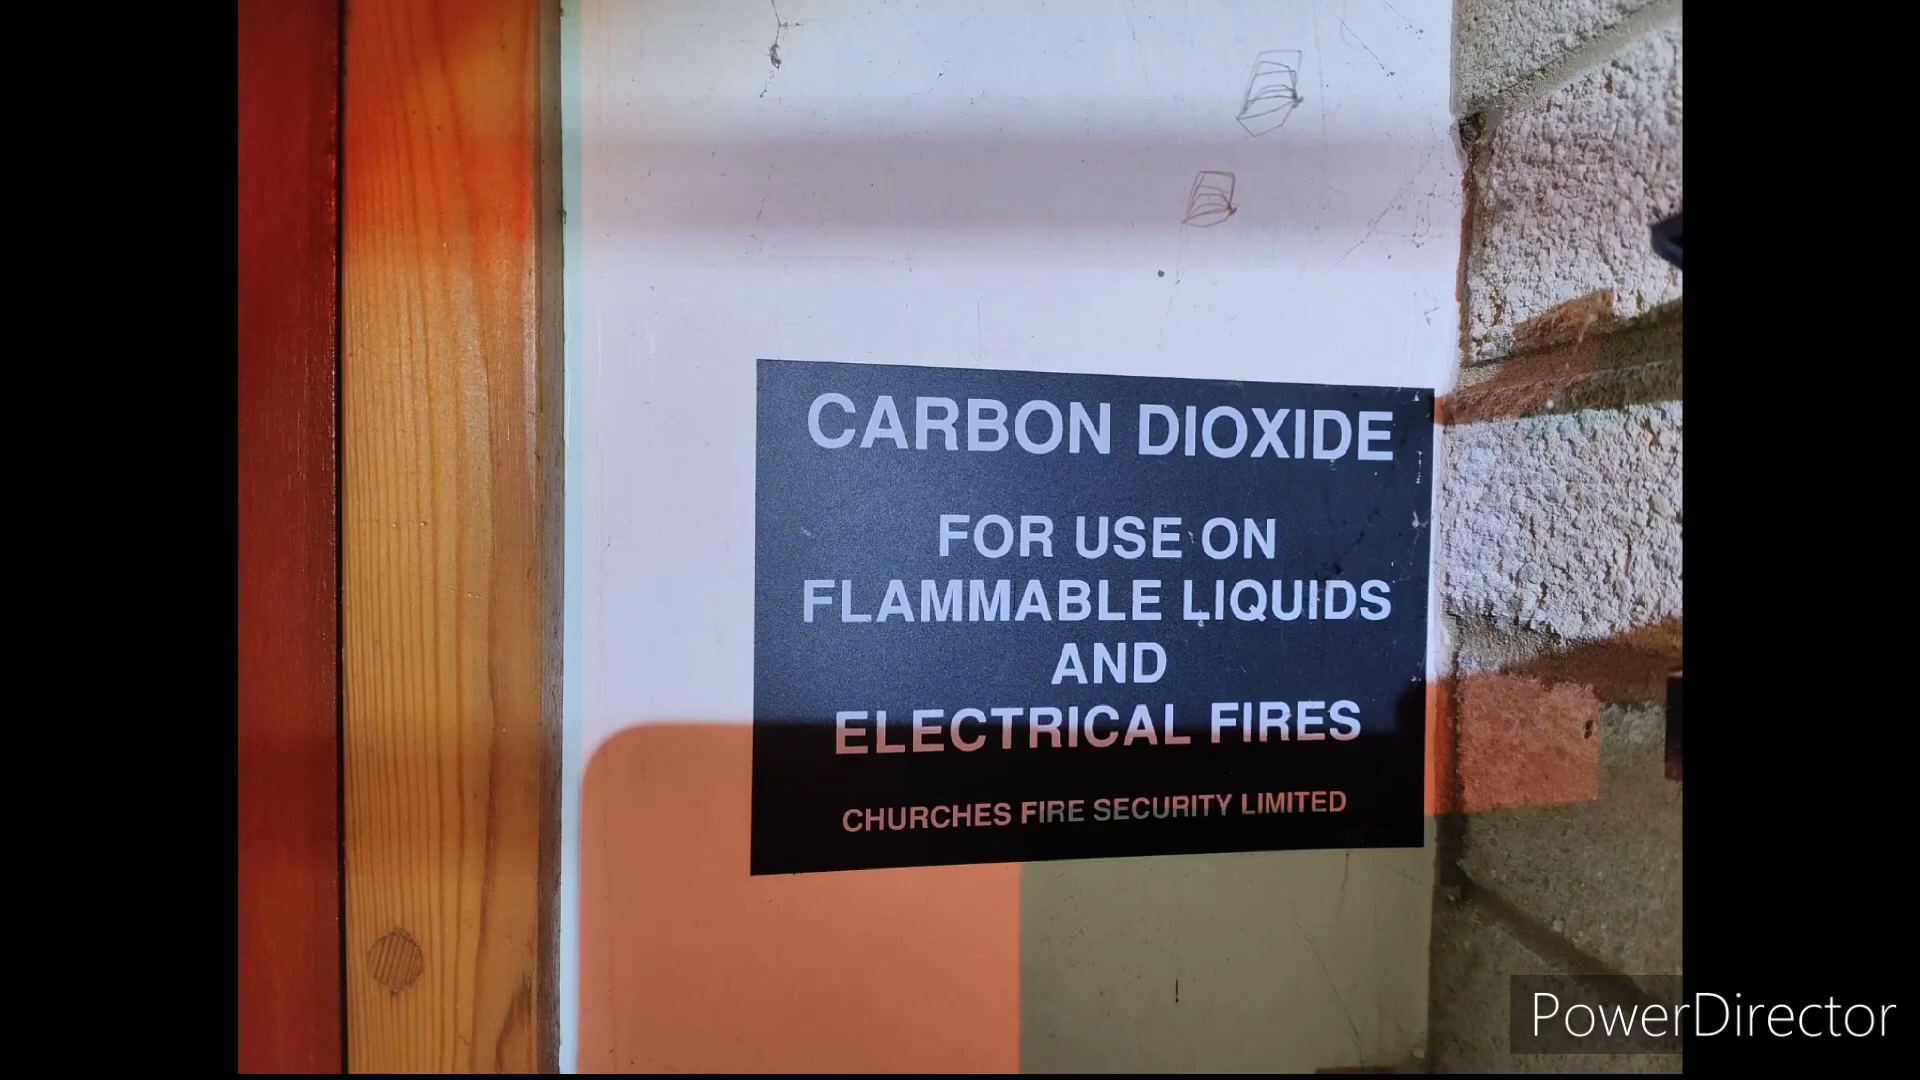 CARBON DIOXIDE
FOR USE ON
FLAMMABLE LIQUIDS
AND
ELECTRICAL FIRES
CHURCHES FIRE SECURITY LIMITED
PowerDirector